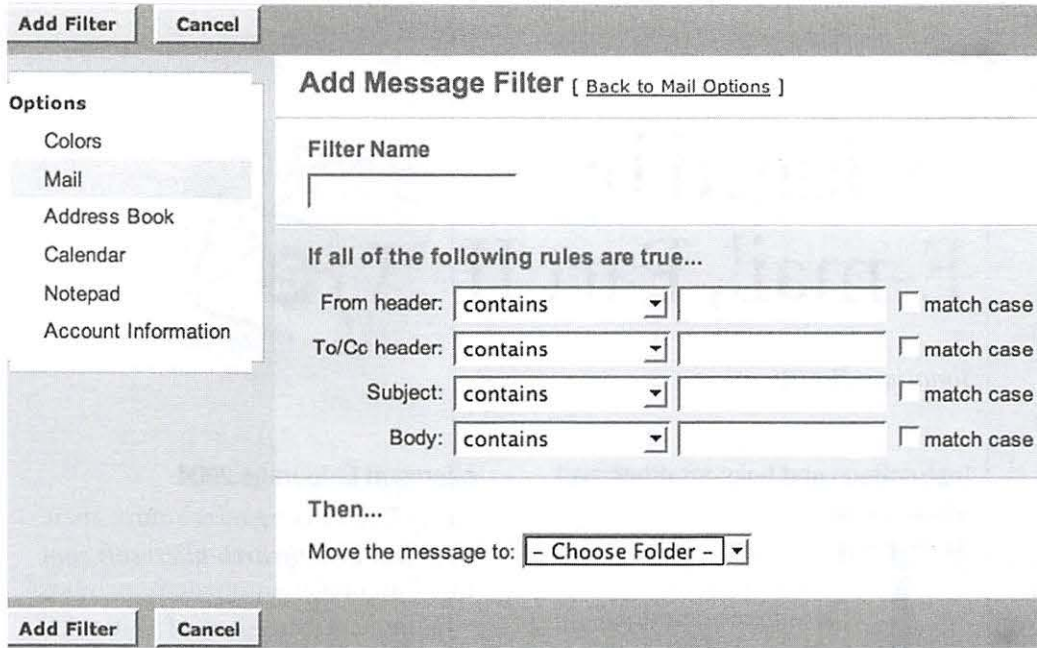 Add Filter Cancel
Add Message Filter [ Back to Mail Options ]
Options
Colors
Mail
Address Book
Calendar
Notepad
Account Information
Filter Name
If all of the following rules are true...
From header: contains match case
To/Cc header: contains match case
Subject: contains match case
Body: contains match case
Then...
Move the message to: – Choose Folder –
Add Filter Cancel